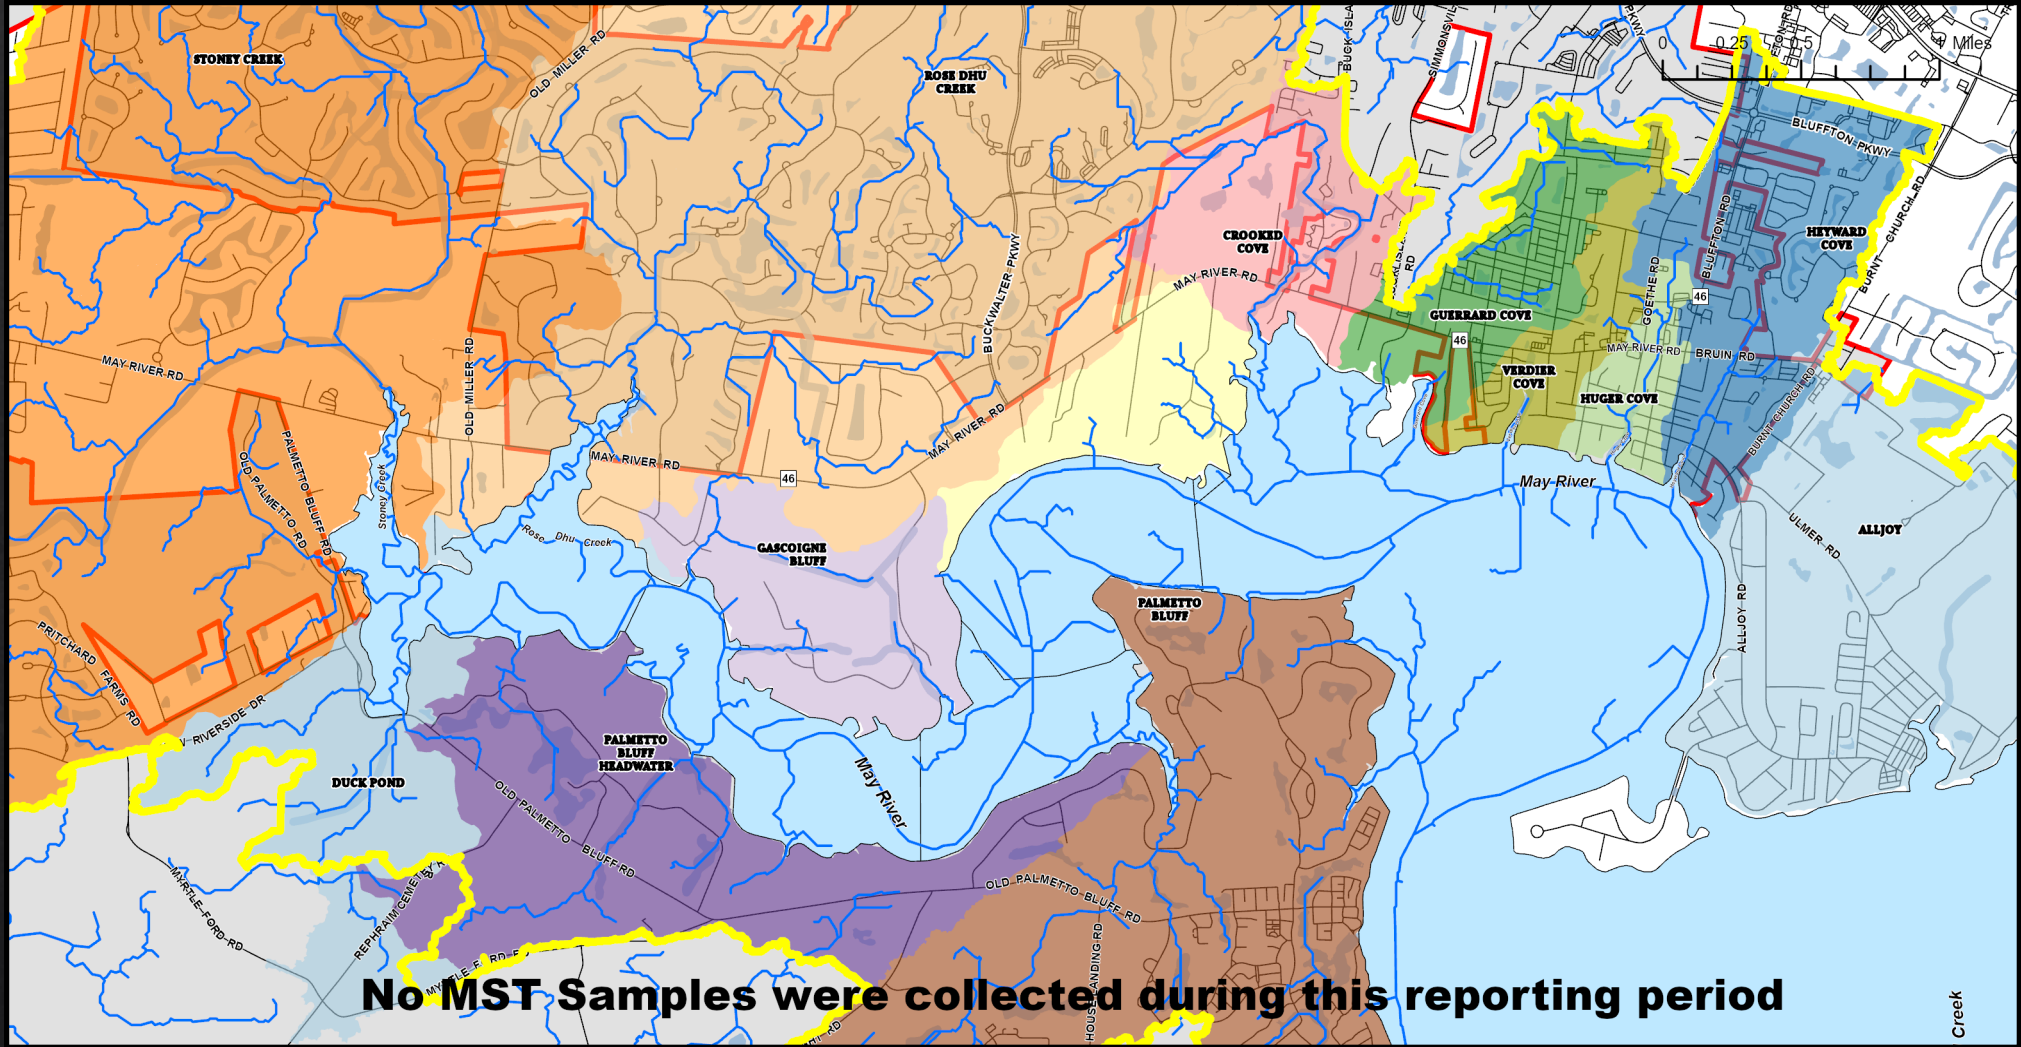 STONEY CREEK
OLD MILLER RD
ROSE DHU
CREEK
BUCK ISLA
SIMMONSVIL
PKWY
0 0.25 0.5 1 Miles
BLUFFTON PKWY
BURNT CHURCH RD
HEYWARD
COVE
BLUFFTON RD
GOETHE RD
46
CROOKED
COVE
MAY RIVER RD
RD
GUERRARD COVE
46
BUCKWALTER PKWY
MAY RIVER RD
OLD MILLER RD
MAY RIVER RD
BRUIN RD
VERDIER
COVE
HUGER COVE
BURNT CHURCH RD
PALMETTO BLUFF RD
OLD PALMETTO RD
Stoney Creek
MAY RIVER RD
MAY RIVER RD
46
May River
Rose Dhu Creek
GASCOIGNE
BLUFF
ULMER RD
ALLJOY
ALLJOY RD
PALMETTO
BLUFF
PRITCHARD FARMS RD
RIVERSIDE DR
DUCK POND
PALMETTO
BLUFF
HEADWATER
May River
OLD PALMETTO BLUFF RD
OLD PALMETTO BLUFF RD
MYRTLE FORD RD
REPHRAIM CEMETERY R
HOUSE LANDING RD
No MST Samples were collected during this reporting period
Creek